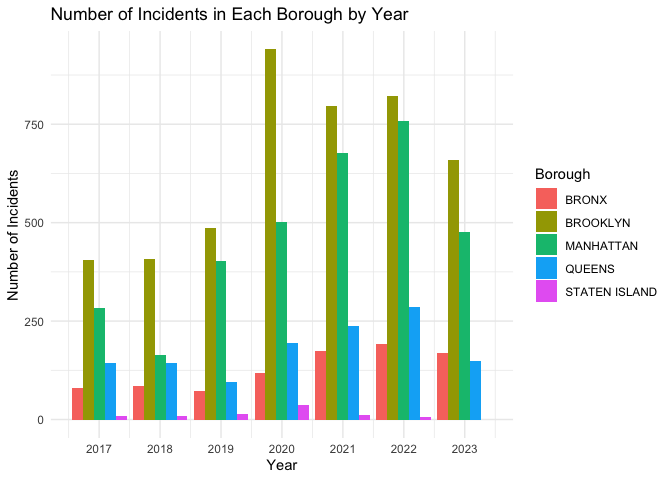 Number of Incidents in Each Borough by Year
Number of Incidents
750
500
250
0
2017 2018 2019 2020 2021 2022 2023
Year
Borough
BRONX
BROOKLYN
MANHATTAN
QUEENS
STATEN ISLAND